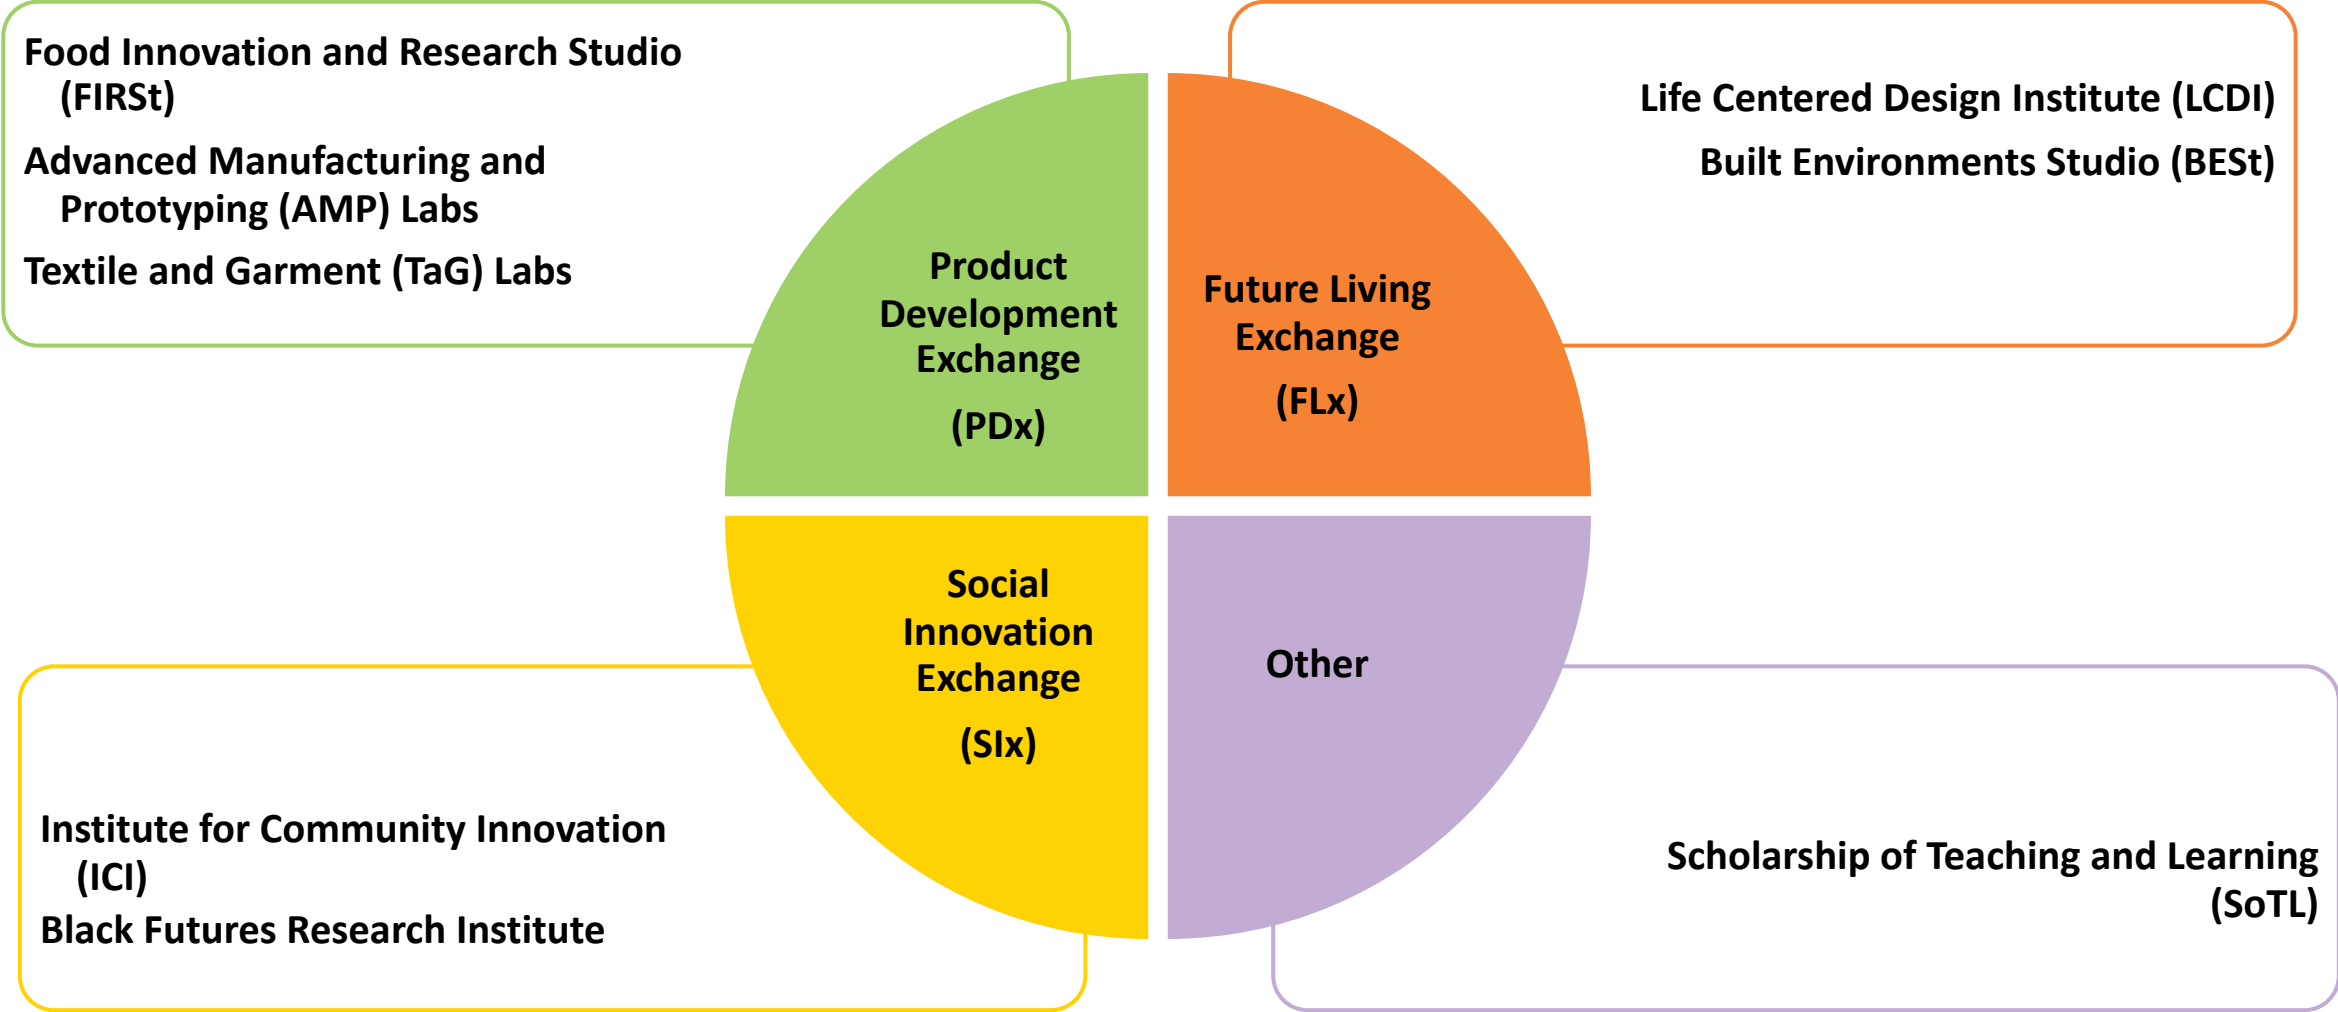 Food Innovation and Research Studio
(FIRSt)
Advanced Manufacturing and
Prototyping (AMP) Labs
Textile and Garment (TaG) Labs
Life Centered Design Institute (LCDI)
Built Environments Studio (BESt)
Product
Development
Exchange
(PDx)
Future Living
Exchange
(FLx)
Social
Innovation
Exchange
(SIx)
Other
Institute for Community Innovation
(ICI)
Black Futures Research Institute
Scholarship of Teaching and Learning
(SoTL)